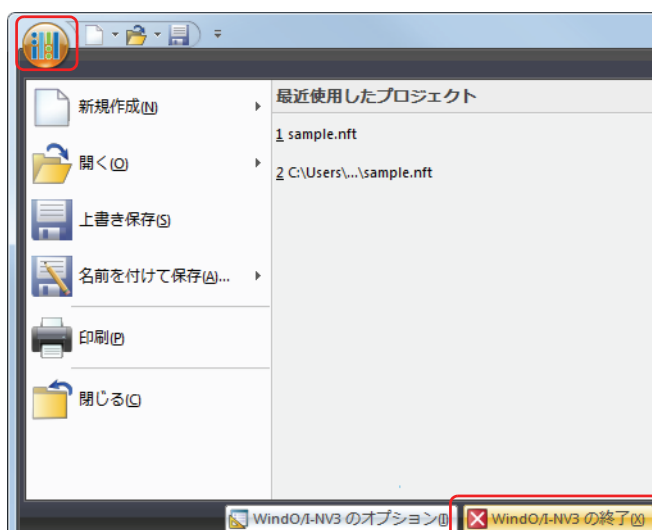 最近使用したプロジェクト
新規作成(N)
1 sample.nft
開く(O)
2 C:\Users\...\sample.nft
上書き保存(S)
名前を付けて保存(A)...
印刷(P)
閉じる(C)
WindO/I-NV3 のオプション(I)
WindO/I-NV3 の終了(X)